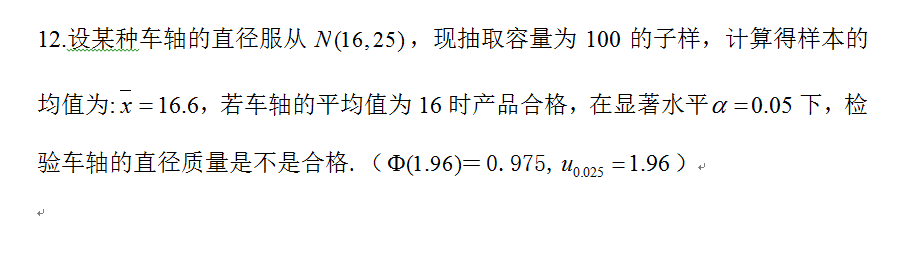 12.设某种车轴的直径服从 N(16,25)，现抽取容量为 100 的子样，计算得样本的
均值为: x̄ =16.6，若车轴的平均值为 16 时产品合格，在显著水平α =0.05 下，检
验车轴的直径质量是不是合格.（Φ(1.96)=0.975, u₀.₀₂₅ =1.96）